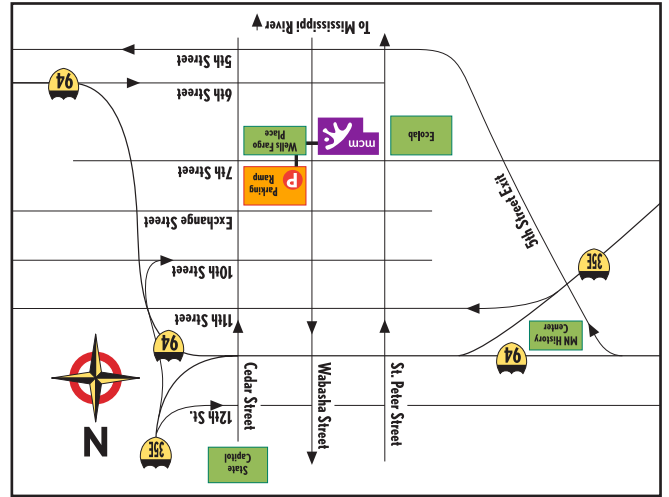 State
Capitol
35E
N
12th St.
St. Peter Street
Wabasha Street
Cedar Street
94
94
MN History
Center
11th Street
35E
10th Street
Exchange Street
5th Street Exit
P
Parking
Ramp
7th Street
Ecolab
mcm
Wells Fargo
Place
94
6th Street
5th Street
To Mississippi River